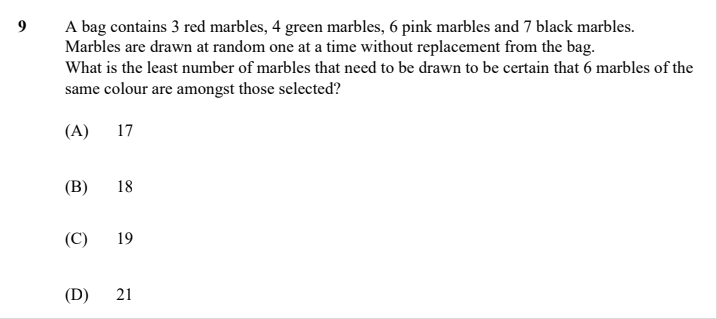 9 A bag contains 3 red marbles, 4 green marbles, 6 pink marbles and 7 black marbles.
Marbles are drawn at random one at a time without replacement from the bag.
What is the least number of marbles that need to be drawn to be certain that 6 marbles of the
same colour are amongst those selected?
(A) 17
(B) 18
(C) 19
(D) 21